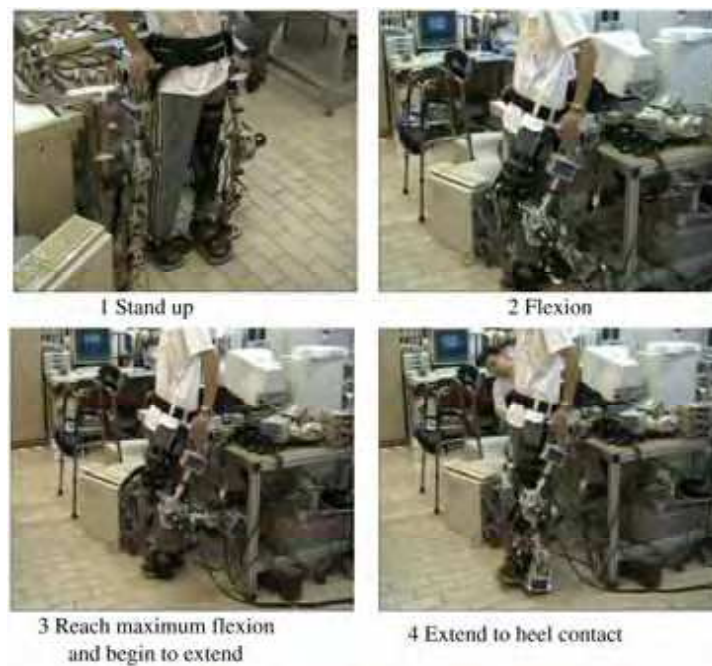 1 Stand up
2 Flexion
3 Reach maximum flexion
and begin to extend
4 Extend to heel contact